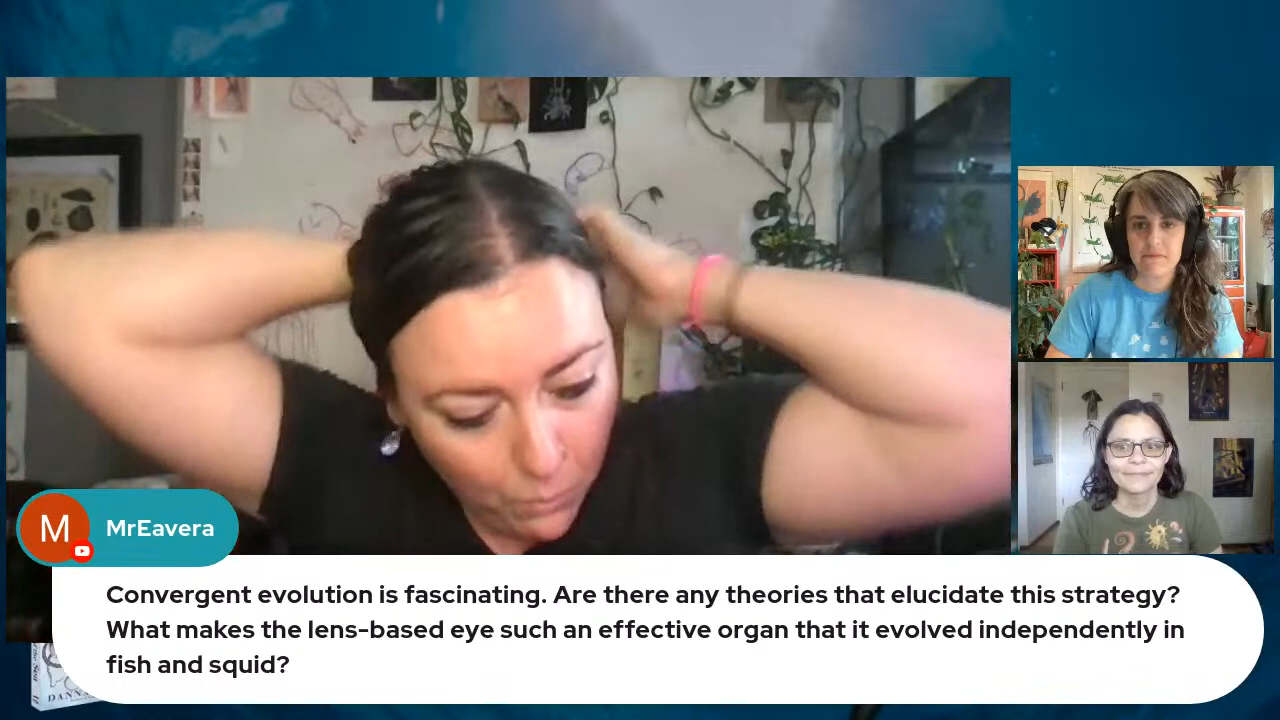 M
MrEavera
Convergent evolution is fascinating. Are there any theories that elucidate this strategy?
What makes the lens-based eye such an effective organ that it evolved independently in
fish and squid?